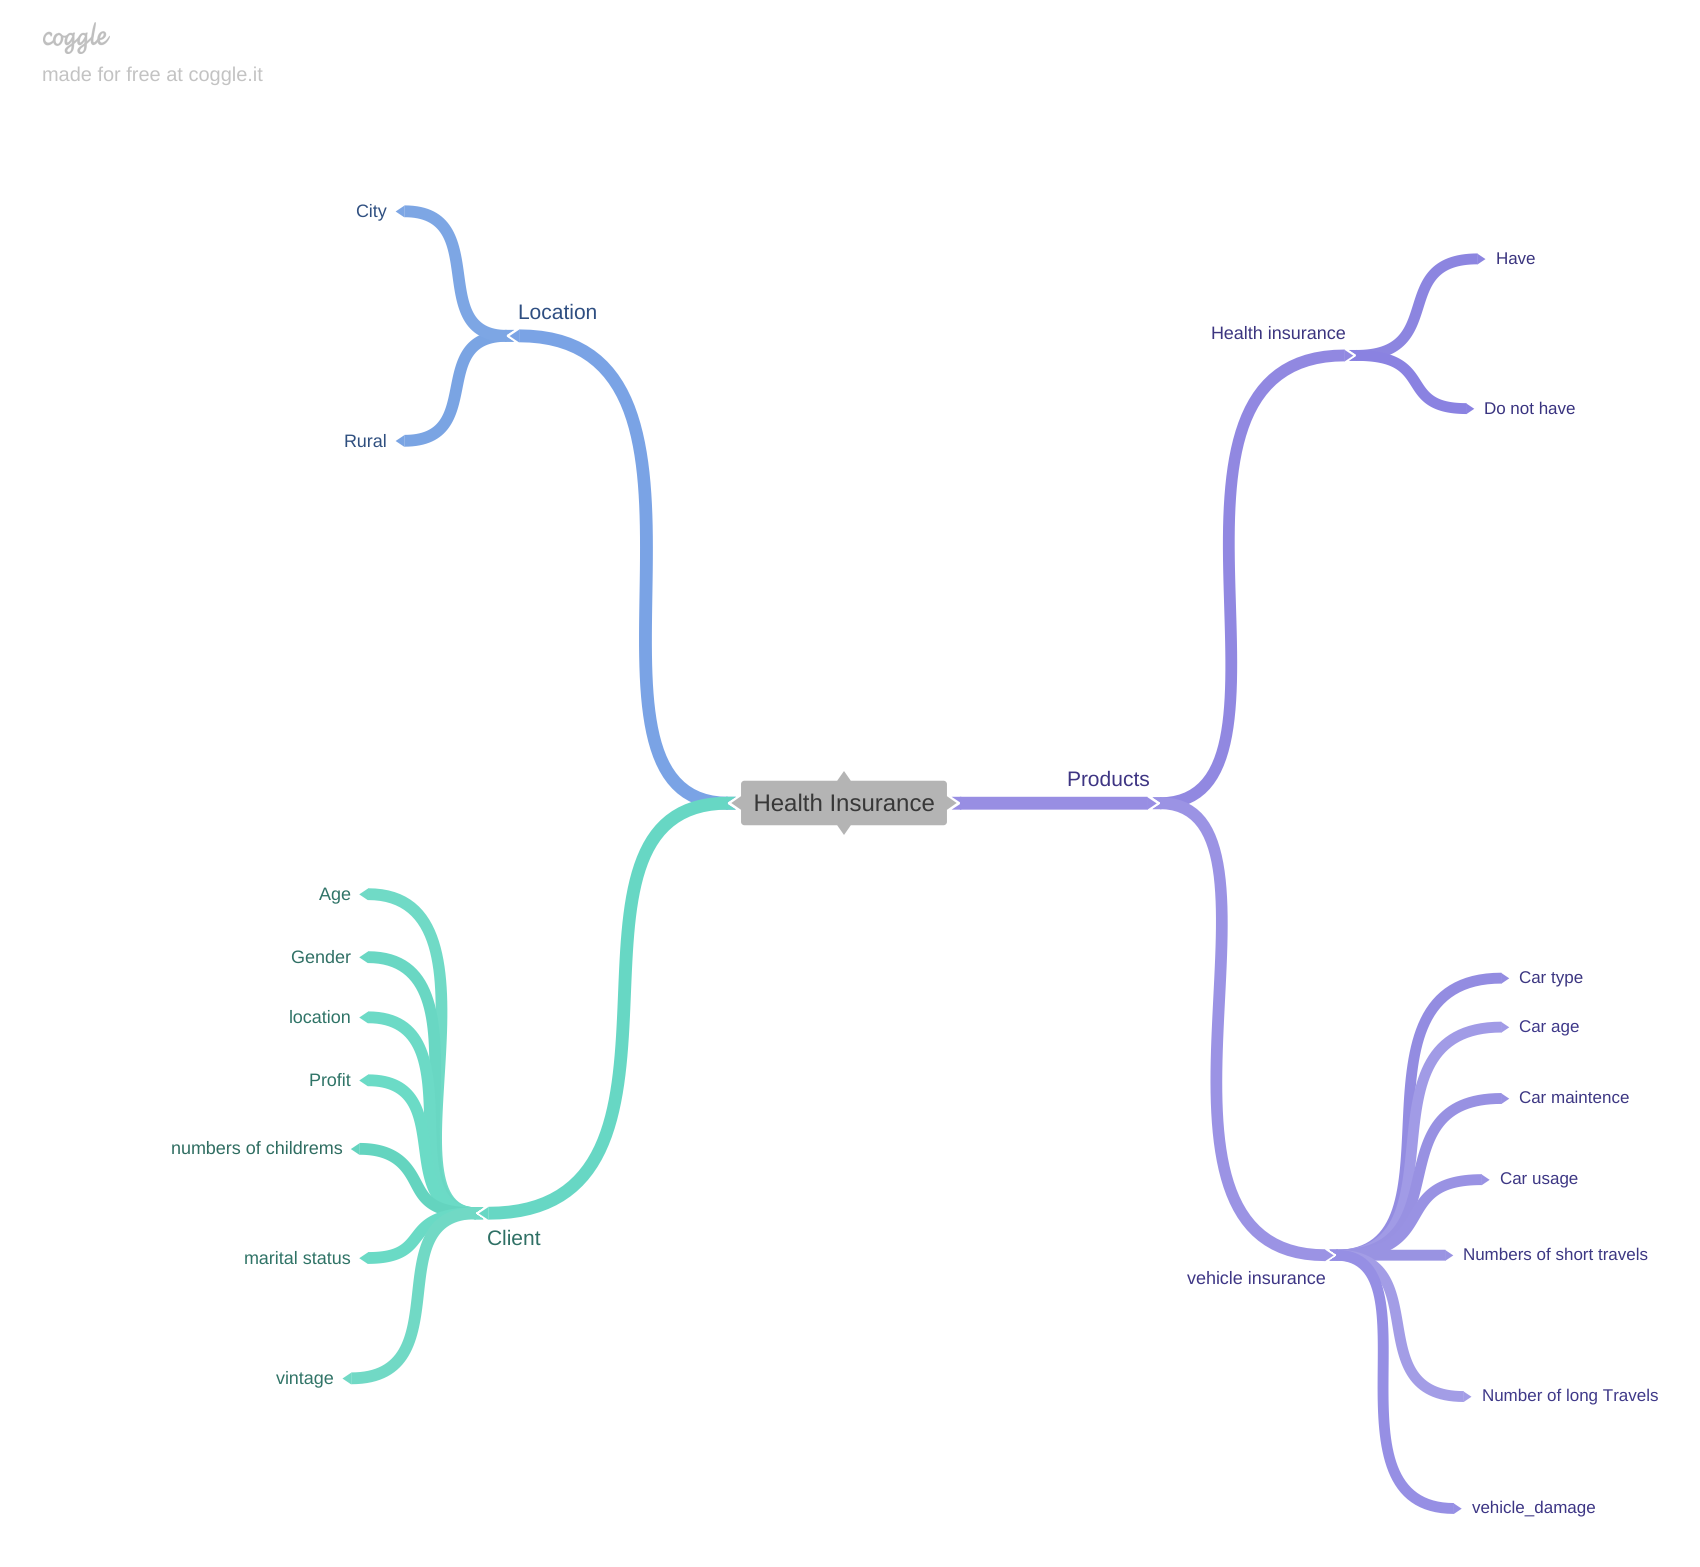 coggle
made for free at coggle.it
City
Location
Rural
Health Insurance
Age
Gender
location
Profit
numbers of childrems
marital status
Client
vintage
Products
Health insurance
Have
Do not have
vehicle insurance
Car type
Car age
Car maintence
Car usage
Numbers of short travels
Number of long Travels
vehicle_damage